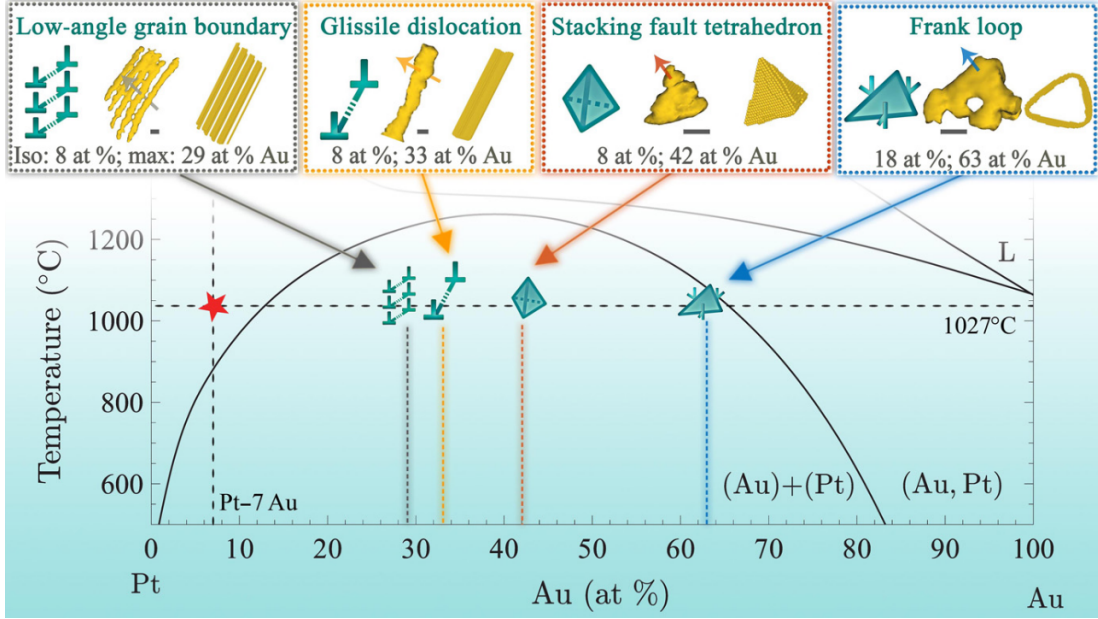 Low-angle grain boundary
Iso: 8 at %; max: 29 at % Au
Glissile dislocation
8 at %; 33 at % Au
Stacking fault tetrahedron
8 at %; 42 at % Au
Frank loop
18 at %; 63 at % Au
Temperature (°C)
1200
1000
800
600
L
1027°C
Pt–7 Au
(Au)+(Pt)
(Au, Pt)
0 10 20 30 40 50 60 70 80 90 100
Pt
Au (at %)
Au